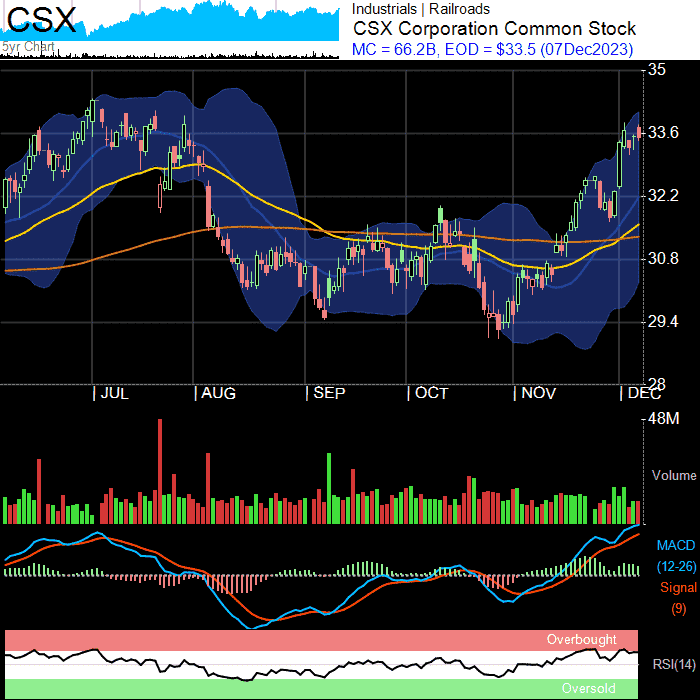 CSX
5yr Chart
Industrials | Railroads
CSX Corporation Common Stock
MC = 66.2B, EOD = $33.5 (07Dec2023)
35
33.6
32.2
30.8
29.4
28
| JUL | AUG | SEP | OCT | NOV | DEC
48M
Volume
MACD
(12-26)
Signal
(9)
Overbought
RSI(14)
Oversold